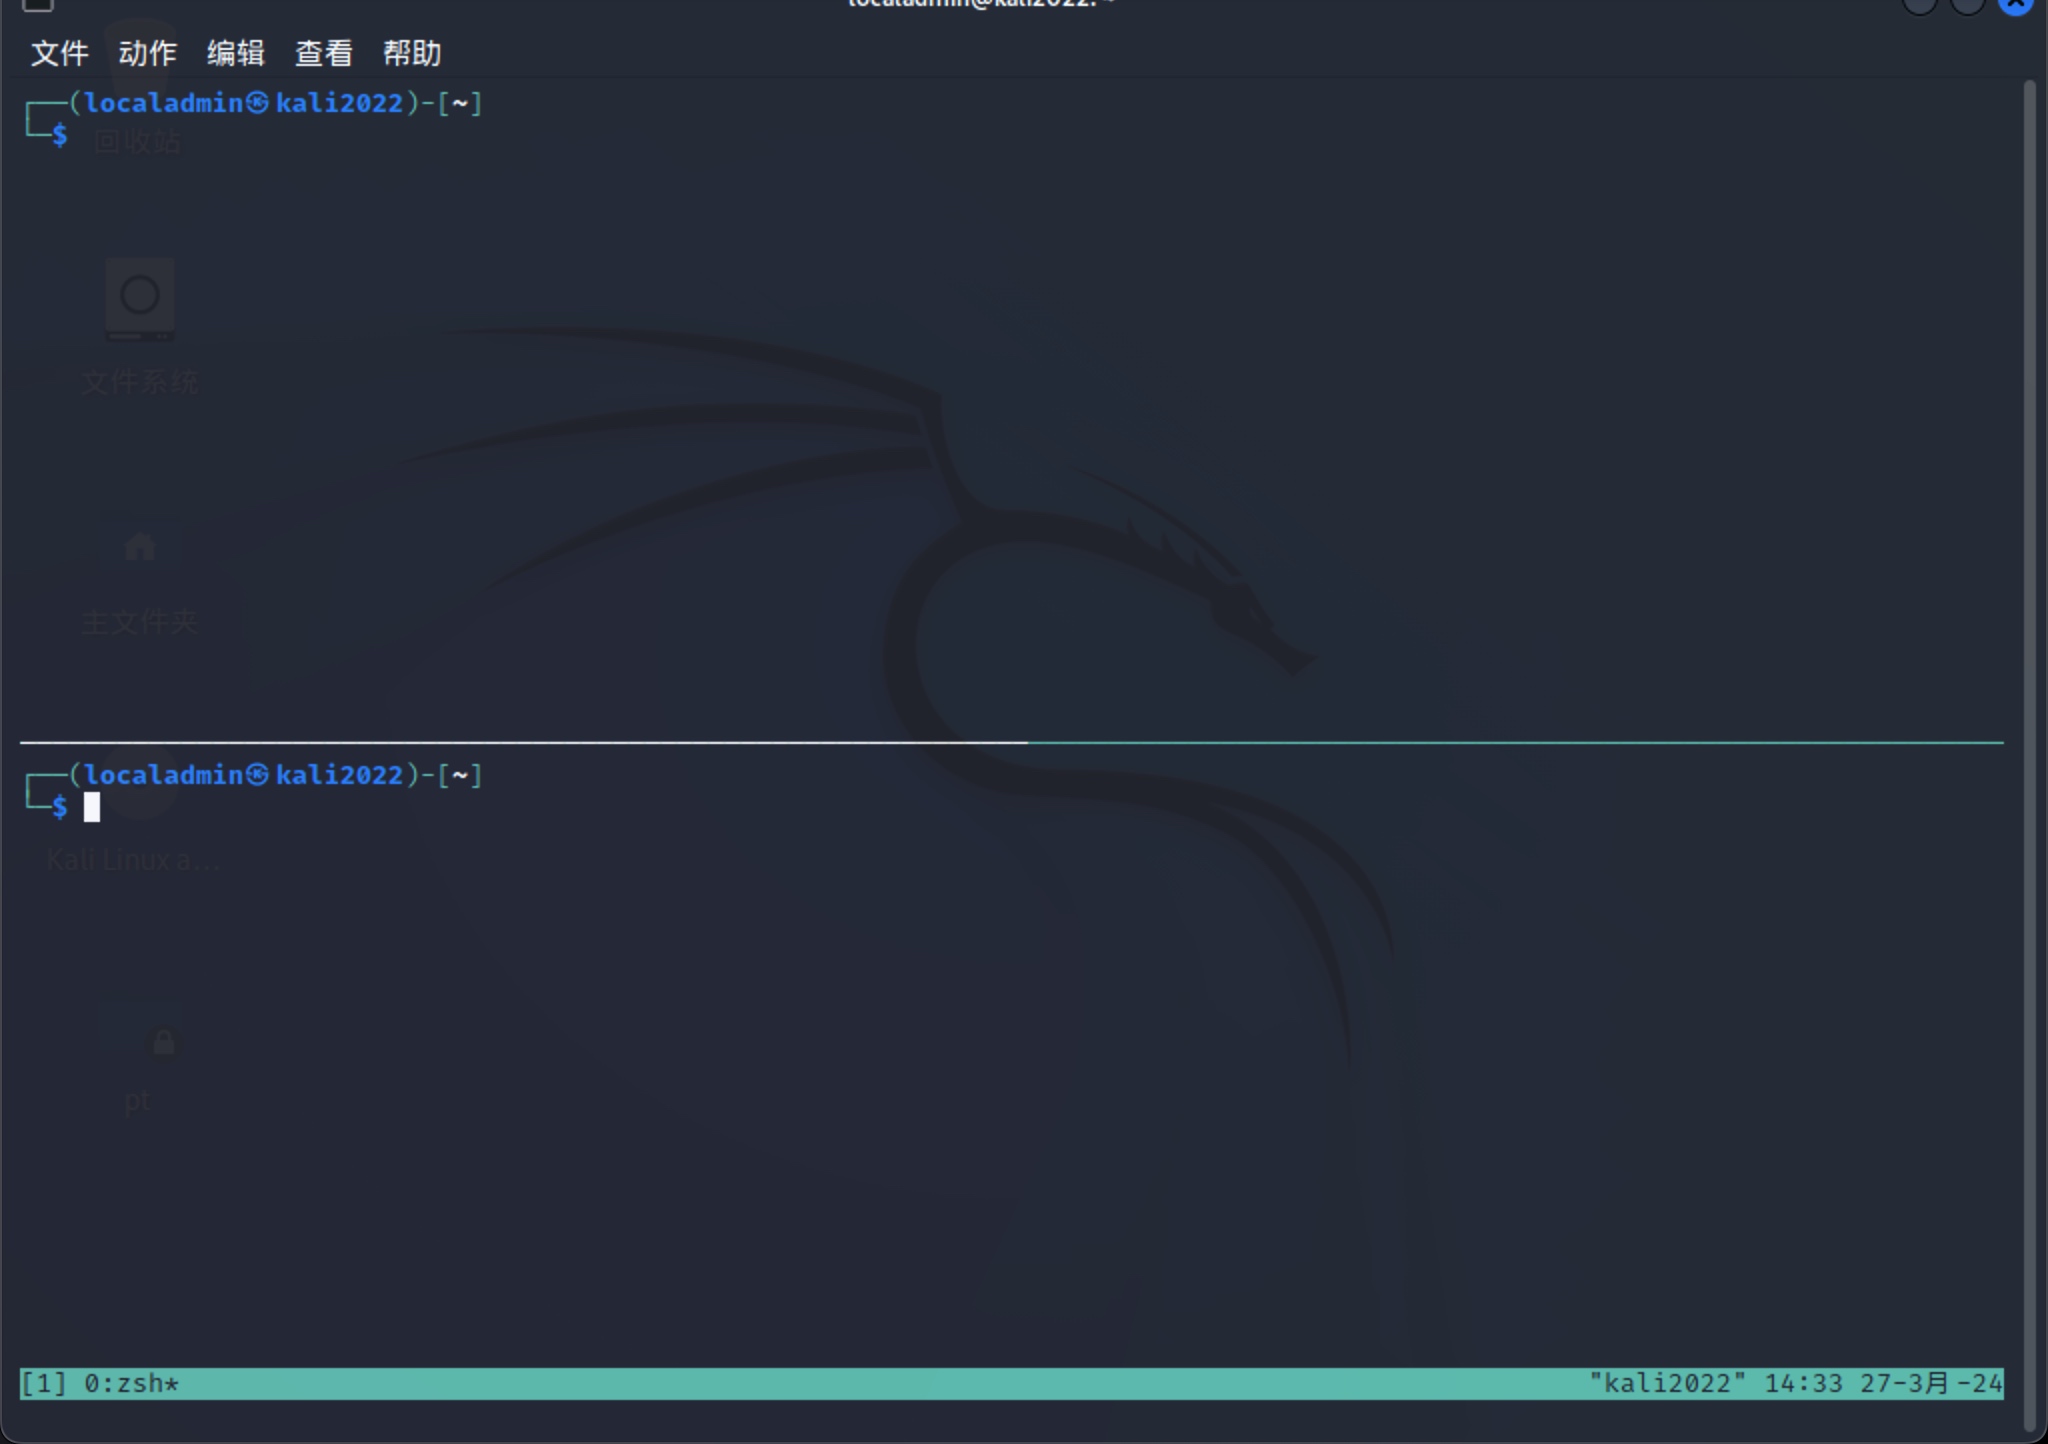 localadmin@kali2022: ~
文件 动作 编辑 查看 帮助
┌──(localadmin㉿kali2022)-[~]
└─$
回收站
文件系统
主文件夹
┌──(localadmin㉿kali2022)-[~]
└─$
Kali Linux a…
pt
[1] 0:zsh* "kali2022" 14:33 27-3月-24